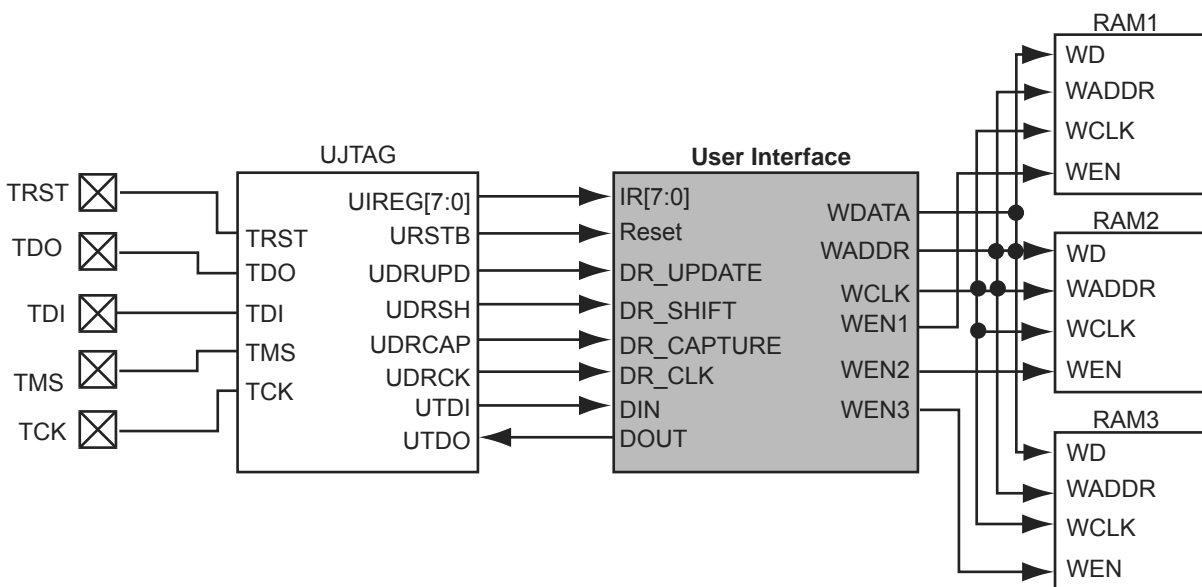 TRST
TDO
TDI
TMS
TCK
UJTAG
TRST
TDO
TDI
TMS
TCK
UIREG[7:0]
URSTB
UDRUPD
UDRSH
UDRCAP
UDRCK
UTDI
UTDO
User Interface
IR[7:0]
Reset
DR_UPDATE
DR_SHIFT
DR_CAPTURE
DR_CLK
DIN
DOUT
WDATA
WADDR
WCLK
WEN1
WEN2
WEN3
RAM1
WD
WADDR
WCLK
WEN
RAM2
WD
WADDR
WCLK
WEN
RAM3
WD
WADDR
WCLK
WEN